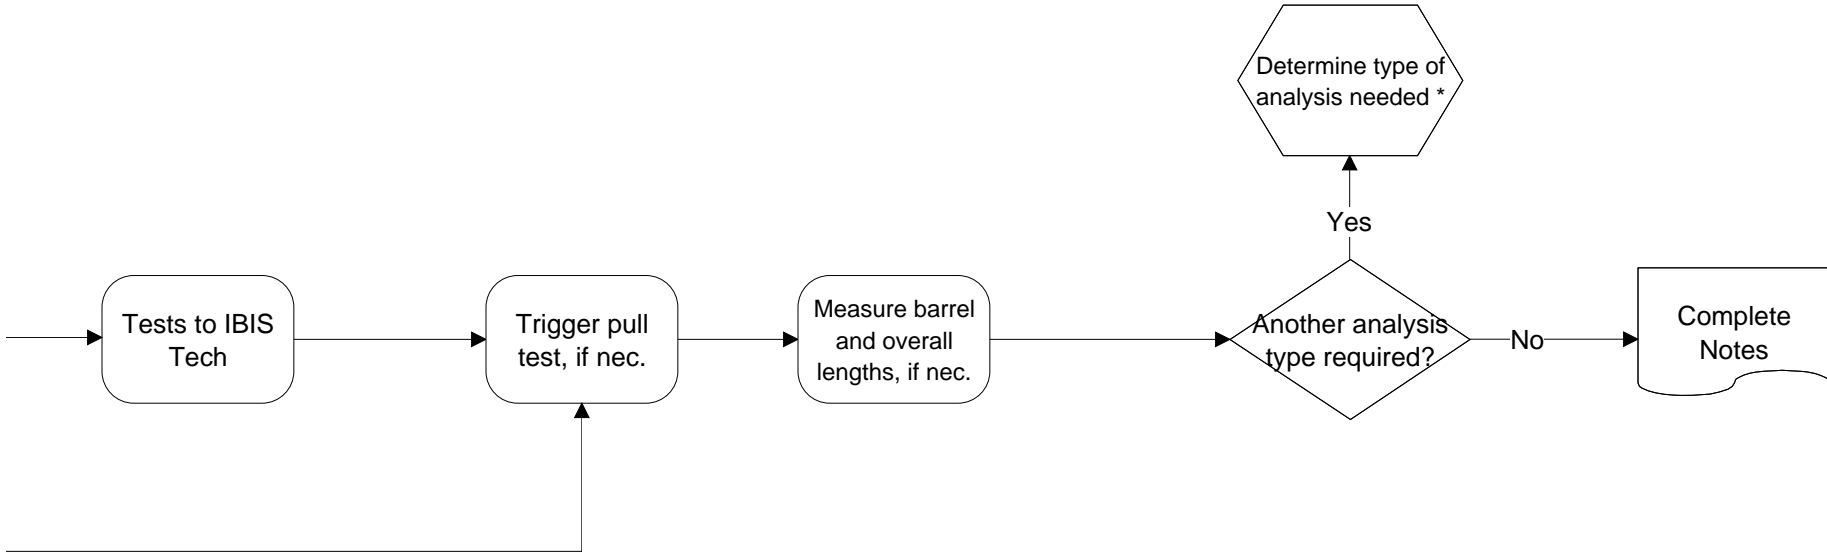 Determine type of
analysis needed *
Yes
Tests to IBIS
Tech
Trigger pull
test, if nec.
Measure barrel
and overall
lengths, if nec.
Another analysis
type required?
No
Complete
Notes